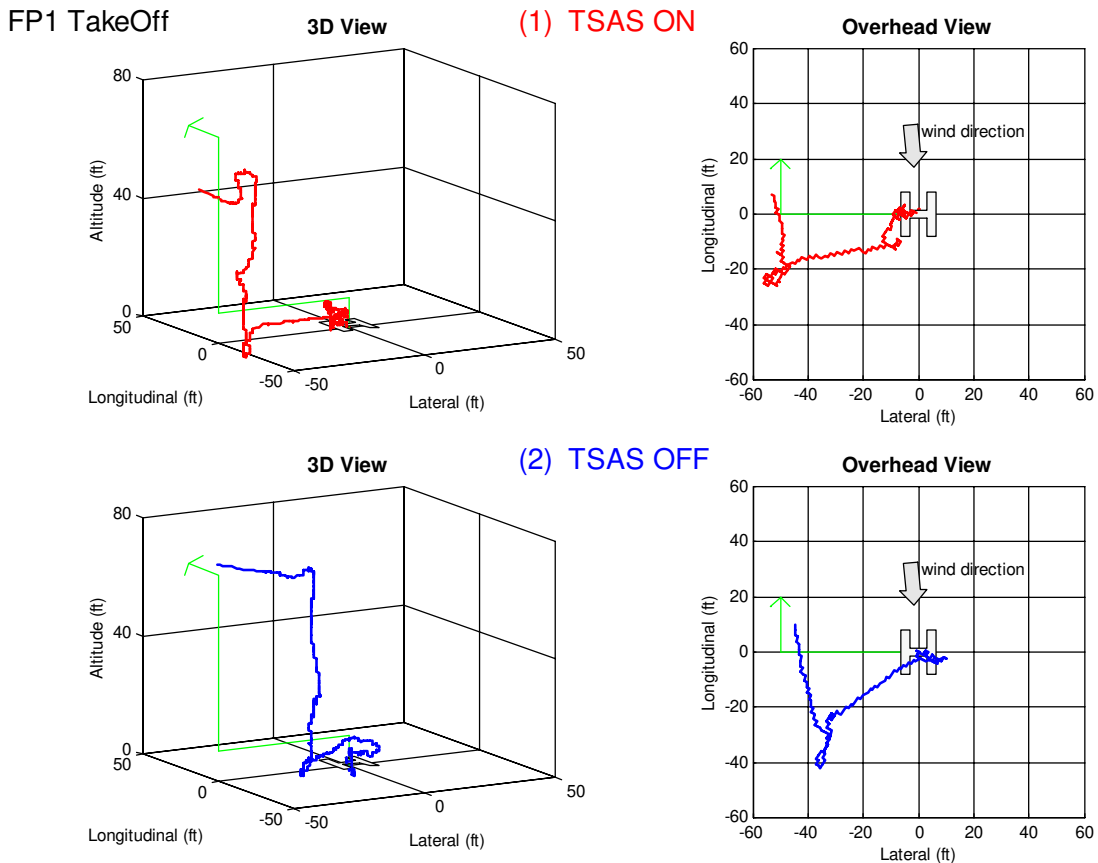 FP1 TakeOff
(1) TSAS ON
3D View
80
40
0
Altitude (ft)
50
0
-50
Longitudinal (ft)
-50
0
50
Lateral (ft)
Overhead View
60
40
20
0
-20
-40
-60
Longitudinal (ft)
wind direction
-60
-40
-20
0
20
40
60
Lateral (ft)
(2) TSAS OFF
3D View
80
40
0
Altitude (ft)
50
0
-50
Longitudinal (ft)
-50
0
50
Lateral (ft)
Overhead View
60
40
20
0
-20
-40
-60
Longitudinal (ft)
wind direction
-60
-40
-20
0
20
40
60
Lateral (ft)